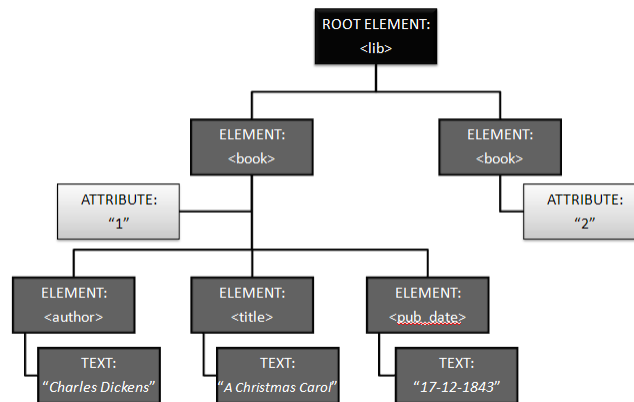 ROOT ELEMENT:
<lib>
ELEMENT:
<book>
ELEMENT:
<book>
ATTRIBUTE:
“1”
ATTRIBUTE:
“2”
ELEMENT:
<author>
ELEMENT:
<title>
ELEMENT:
<pub_date>
TEXT:
“Charles Dickens”
TEXT:
“A Christmas Carol”
TEXT:
“17-12-1843”